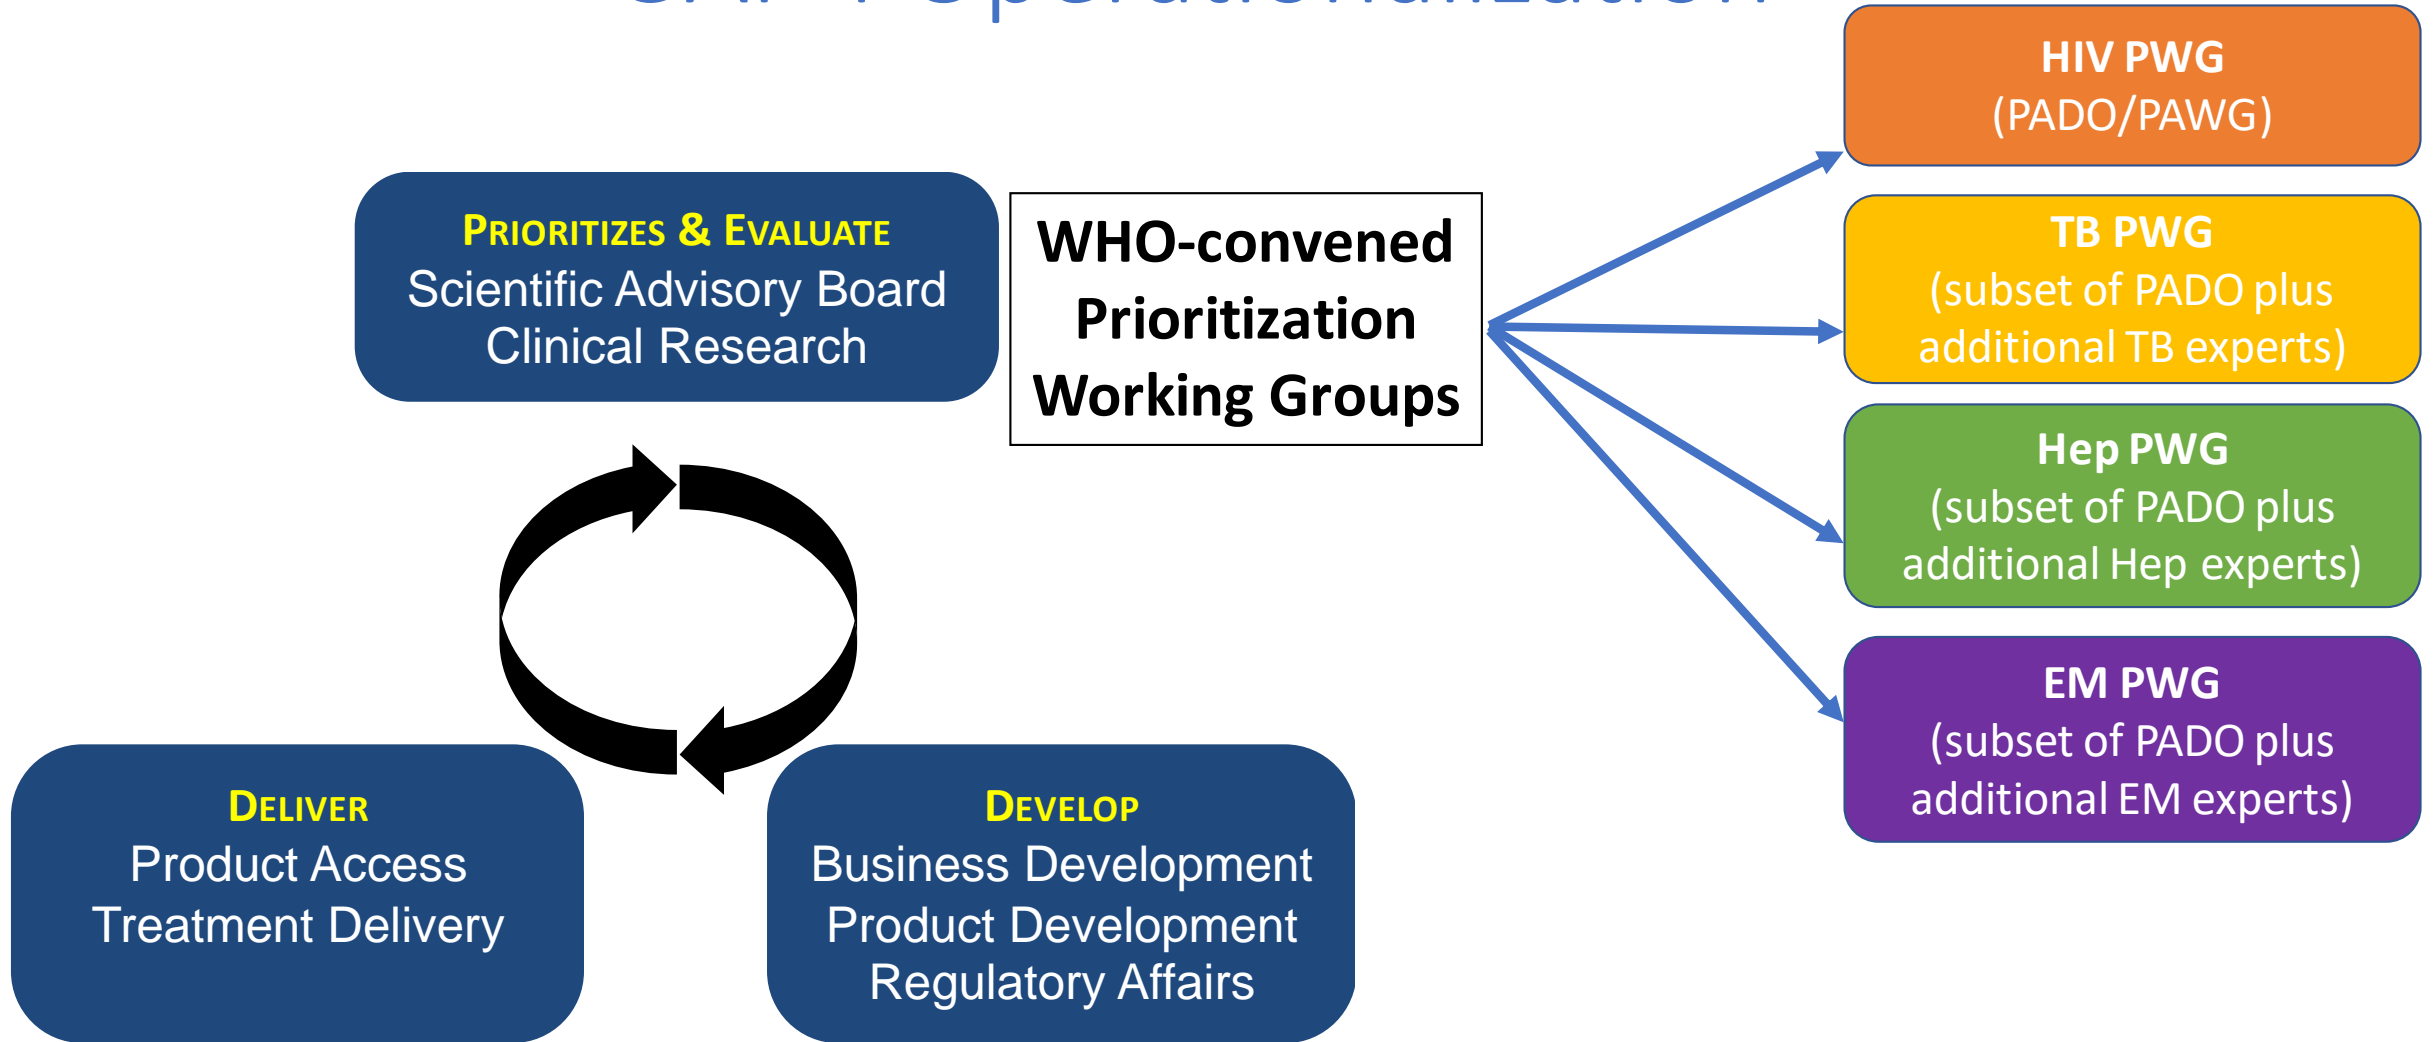 Operationalization
PRIORITIZES & EVALUATE
Scientific Advisory Board
Clinical Research
WHO-convened
Prioritization
Working Groups
HIV PWG
(PADO/PAWG)
TB PWG
(subset of PADO plus
additional TB experts)
Hep PWG
(subset of PADO plus
additional Hep experts)
EM PWG
(subset of PADO plus
additional EM experts)
DELIVER
Product Access
Treatment Delivery
DEVELOP
Business Development
Product Development
Regulatory Affairs